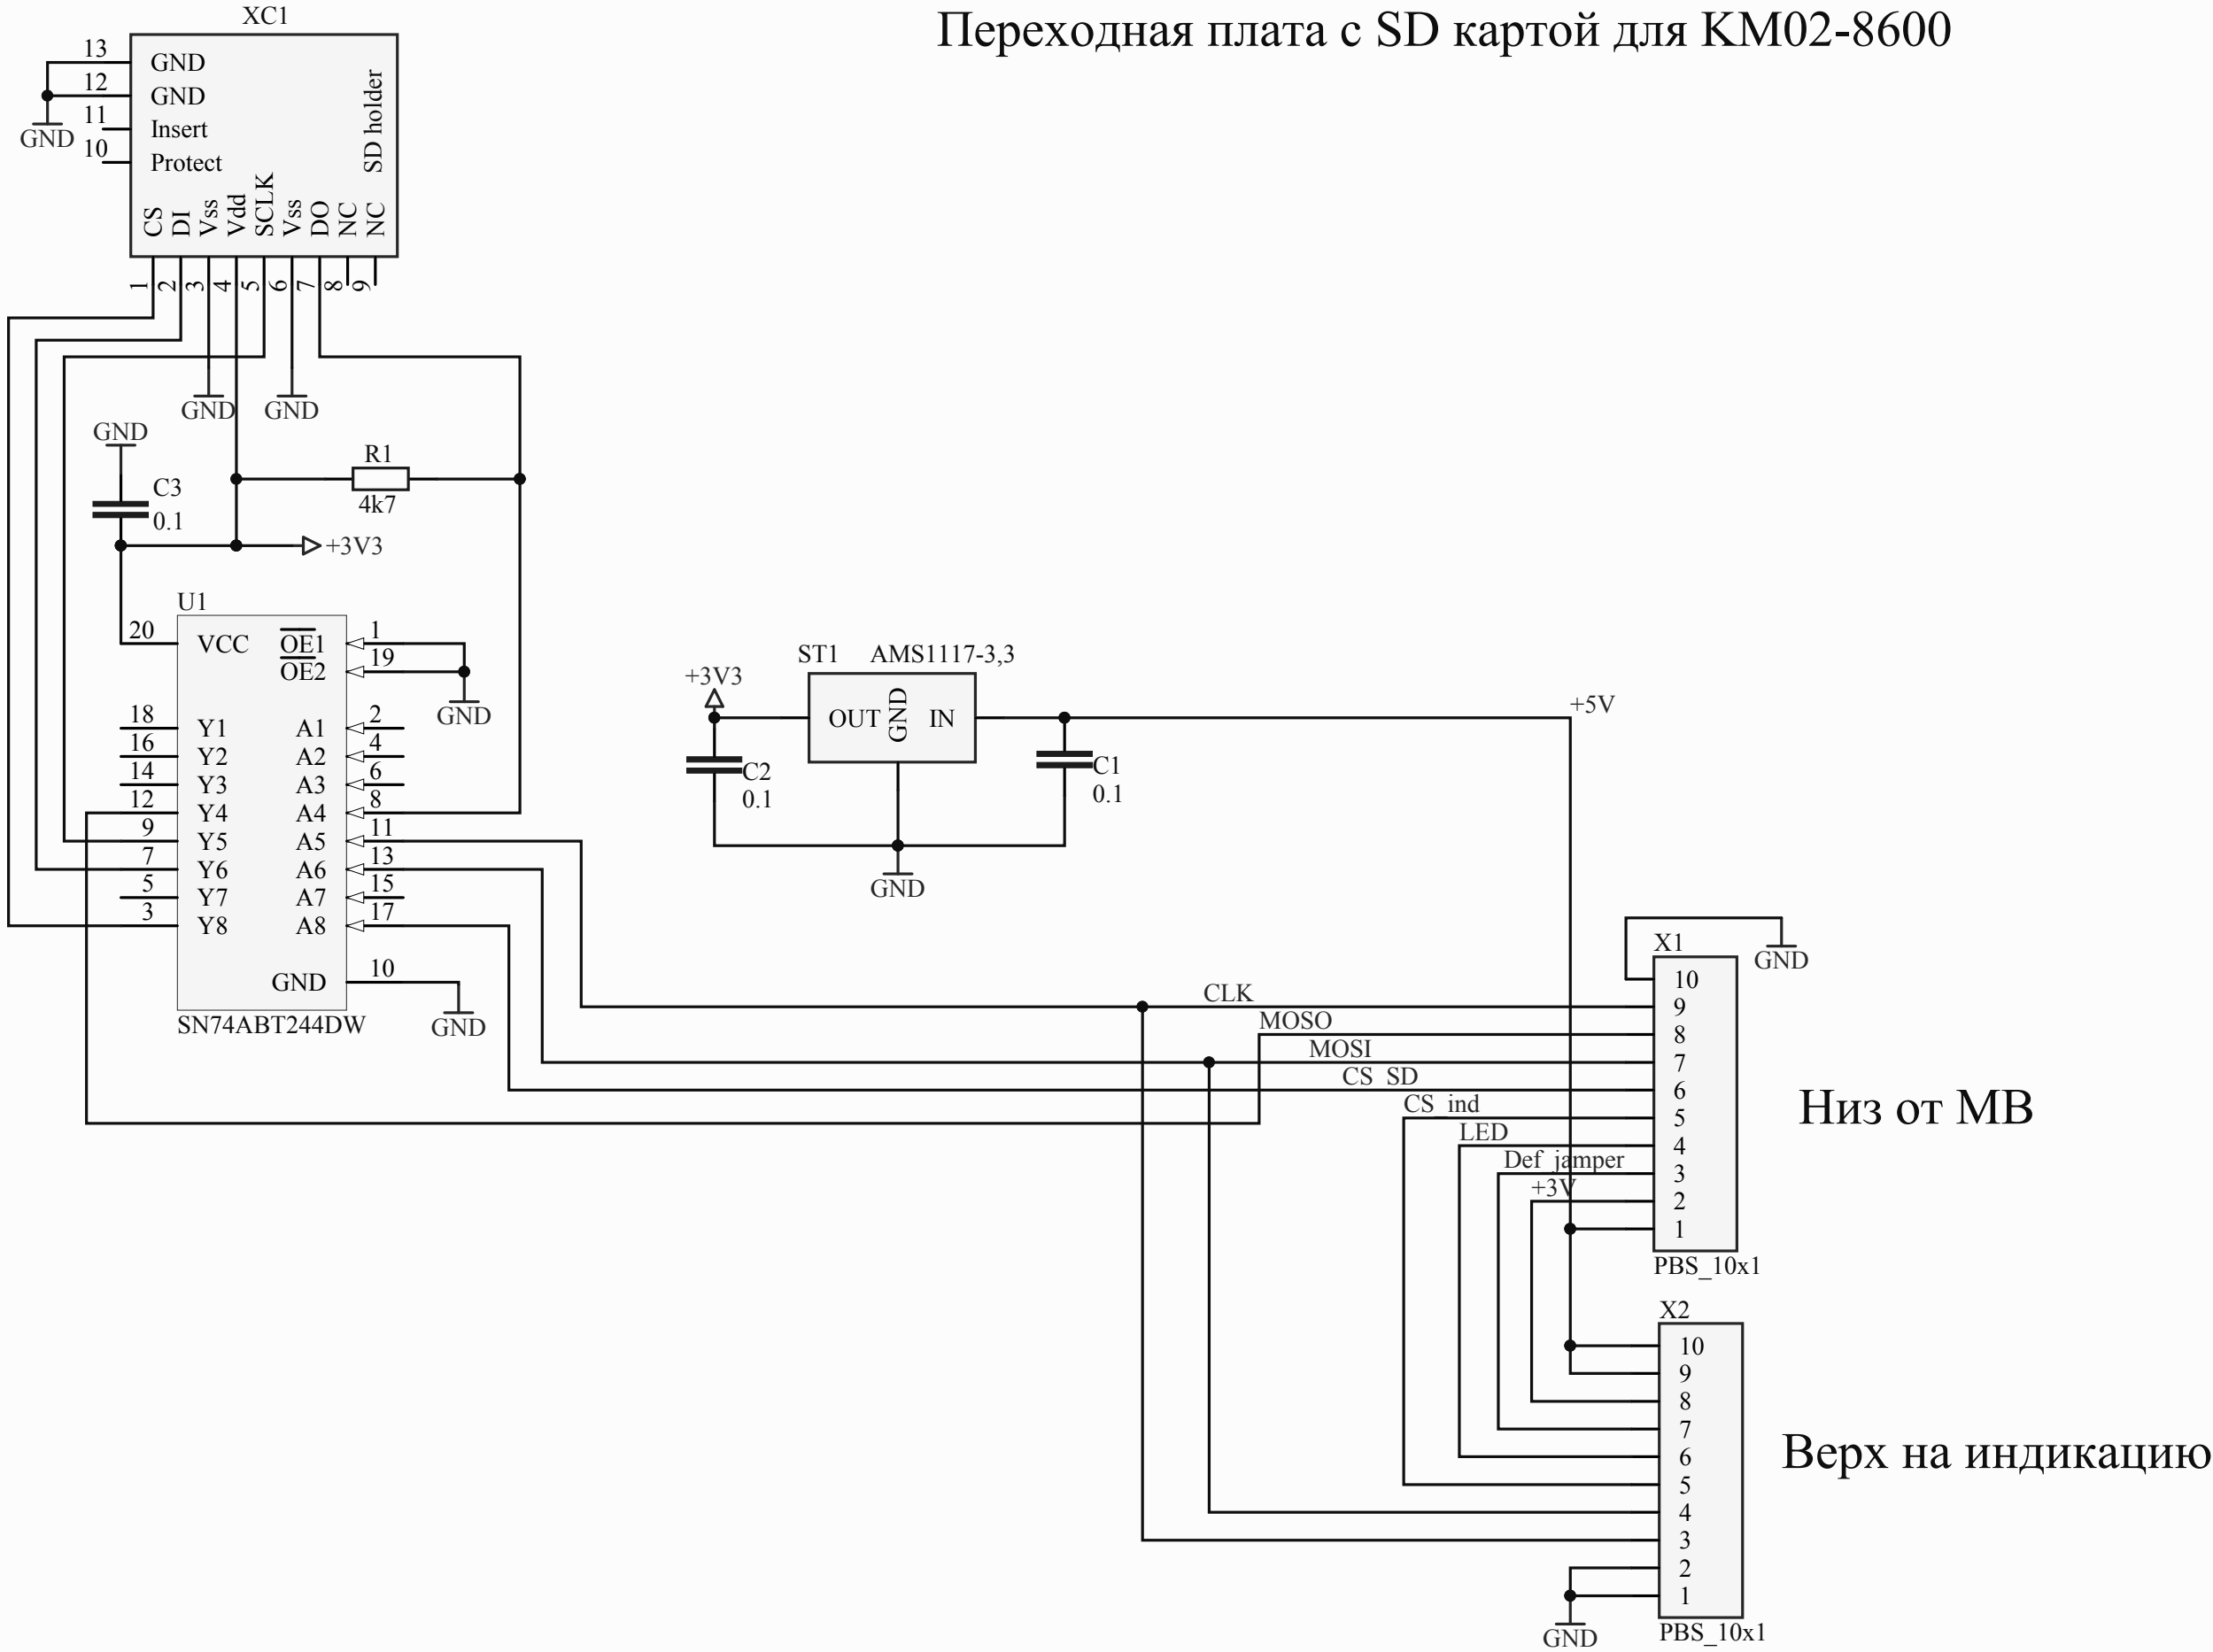 Переходная плата с SD картой для KM02-8600
XC1
13 GND
12 GND
11 Insert
10 Protect
GND
SD holder
CS DI Vss Vdd SCLK Vss DO NC NC
1 2 3 4 5 6 7 8 9
GND GND
GND
C3
0.1
R1
4k7
+3V3
U1
20 VCC OE1 1
OE2 19
GND
18 Y1 A1 2
16 Y2 A2 4
14 Y3 A3 6
12 Y4 A4 8
9 Y5 A5 11
7 Y6 A6 13
5 Y7 A7 15
3 Y8 A8 17
GND 10
GND
SN74ABT244DW
ST1 AMS1117-3,3
+3V3
OUT GND IN
C2
0.1
C1
0.1
GND
+5V
X1
GND
10
CLK 9
MOSO 8
MOSI 7
CS_SD 6
CS_ind 5
LED 4
Def_jamper 3
+3V 2
1
PBS_10x1
Низ от МВ
X2
10
9
8
7
6
5
4
3
2
1
GND
PBS_10x1
Верх на индикацию